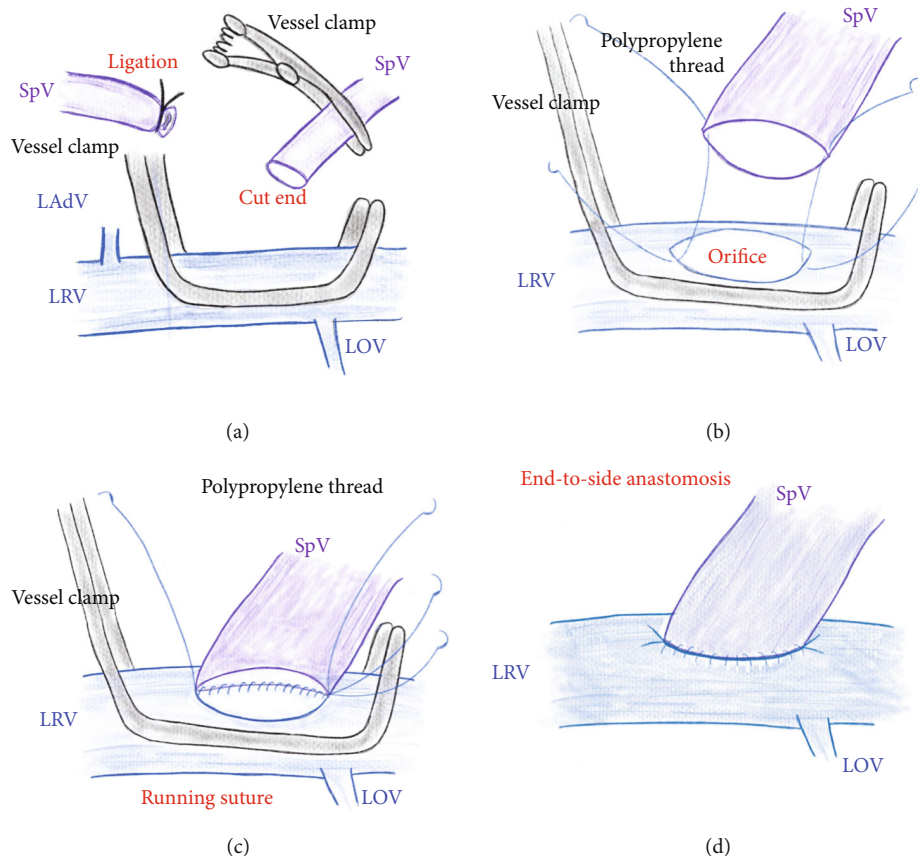 Vessel clamp
Ligation
SpV
SpV
Vessel clamp
Cut end
LAdV
LRV
LOV
(a)
SpV
Polypropylene
thread
Vessel clamp
Orifice
LRV
LOV
(b)
Polypropylene thread
SpV
Vessel clamp
LRV
Running suture
LOV
(c)
End-to-side anastomosis
SpV
LRV
LOV
(d)